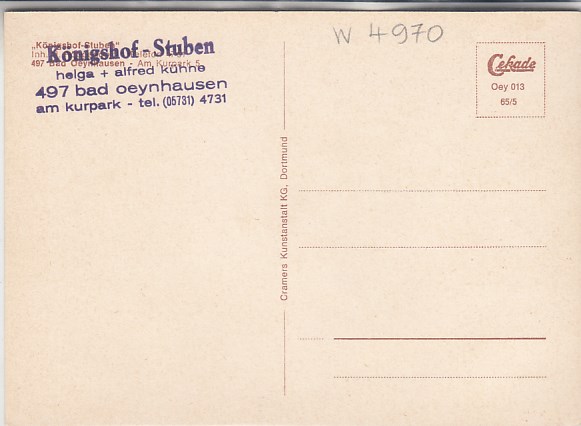 W 4970
„Königshof-Stuben"
Inh.
497 Bad Oeynhausen - Am Kurpark 5
Königshof - Stuben
helga + alfred kühne
497 bad oeynhausen
am kurpark - tel. (05731) 4731
Cekade
Oey 013
65/5
Cramers Kunstanstalt KG, Dortmund